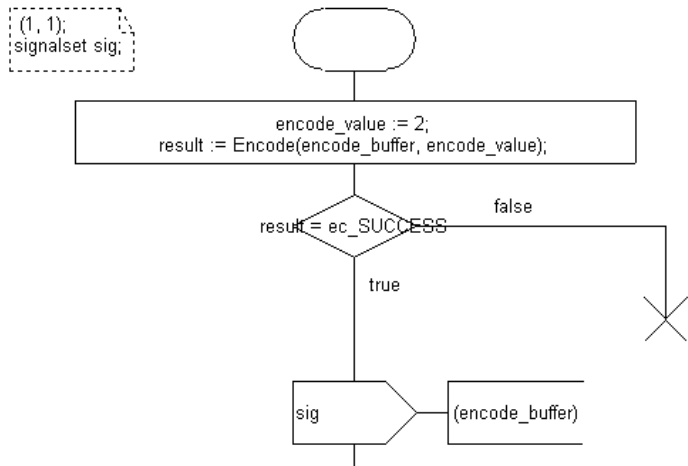 (1, 1);
signalset sig;
encode_value := 2;
result := Encode(encode_buffer, encode_value);
result = ec_SUCCESS
false
true
sig
(encode_buffer)